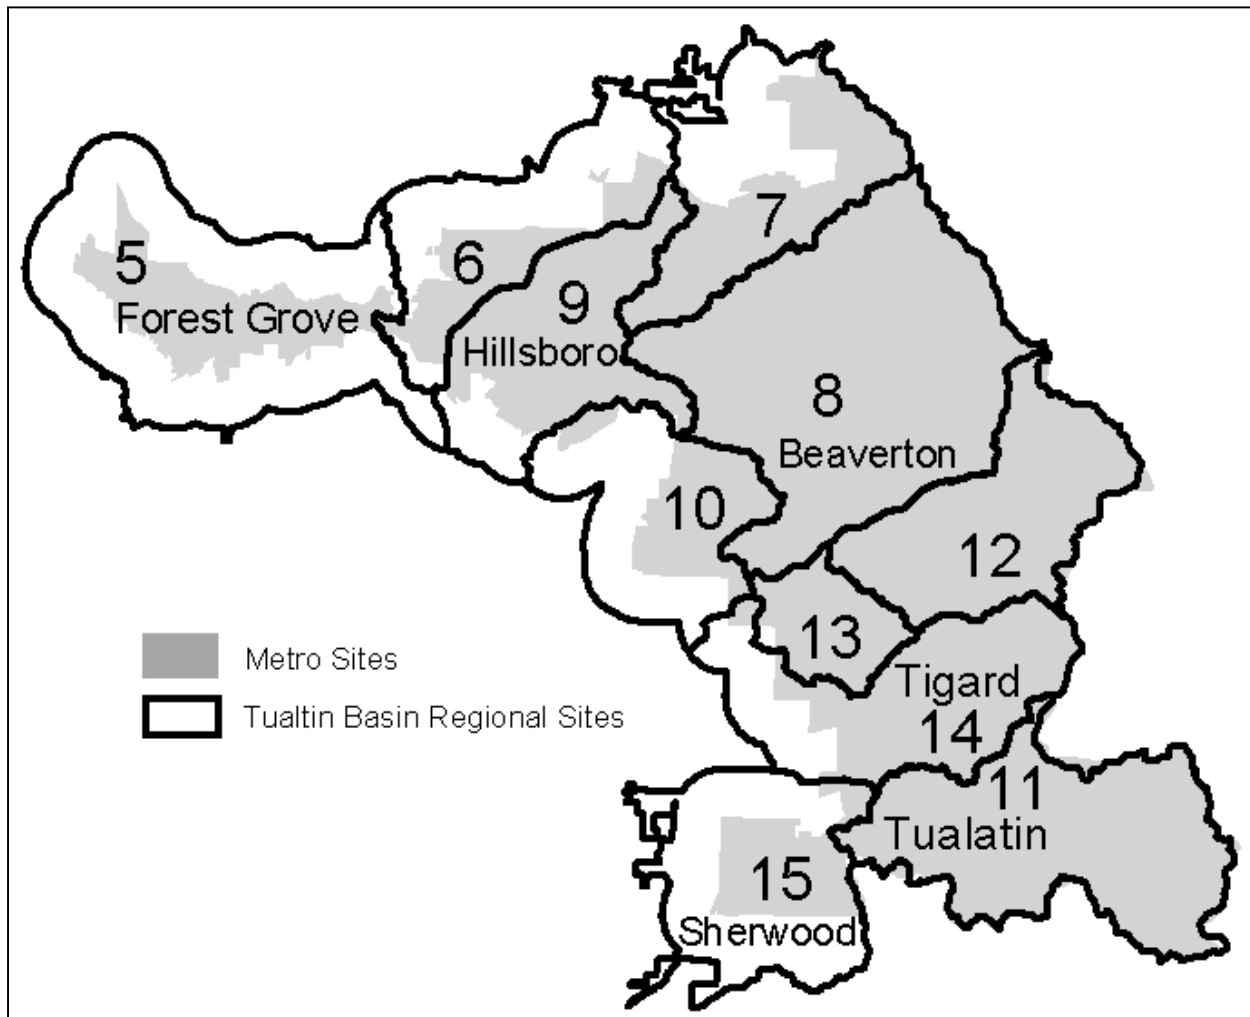 7
5
6
9
Forest Grove
Hillsboro
8
Beaverton
10
12
13
Metro Sites
Tigard
Tualtin Basin Regional Sites
14
11
Tualatin
15
Sherwood